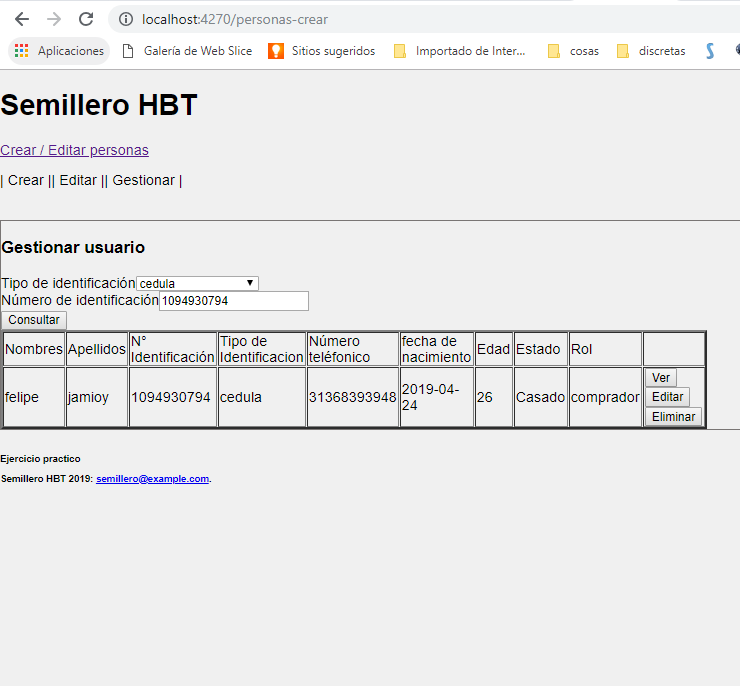 localhost:4270/personas-crear
Aplicaciones Galería de Web Slice Sitios sugeridos Importado de Inter... cosas discretas
Semillero HBT
Crear / Editar personas
| Crear || Editar || Gestionar |
Gestionar usuario
Tipo de identificación cedula
Número de identificación 1094930794
Consultar
Nombres Apellidos N° Identificación Tipo de Identificacion Número teléfonico fecha de nacimiento Edad Estado Rol
felipe jamioy 1094930794 cedula 31368393948 2019-04-24 26 Casado comprador
Ver
Editar
Eliminar
Ejercicio practico
Semillero HBT 2019: semillero@example.com.